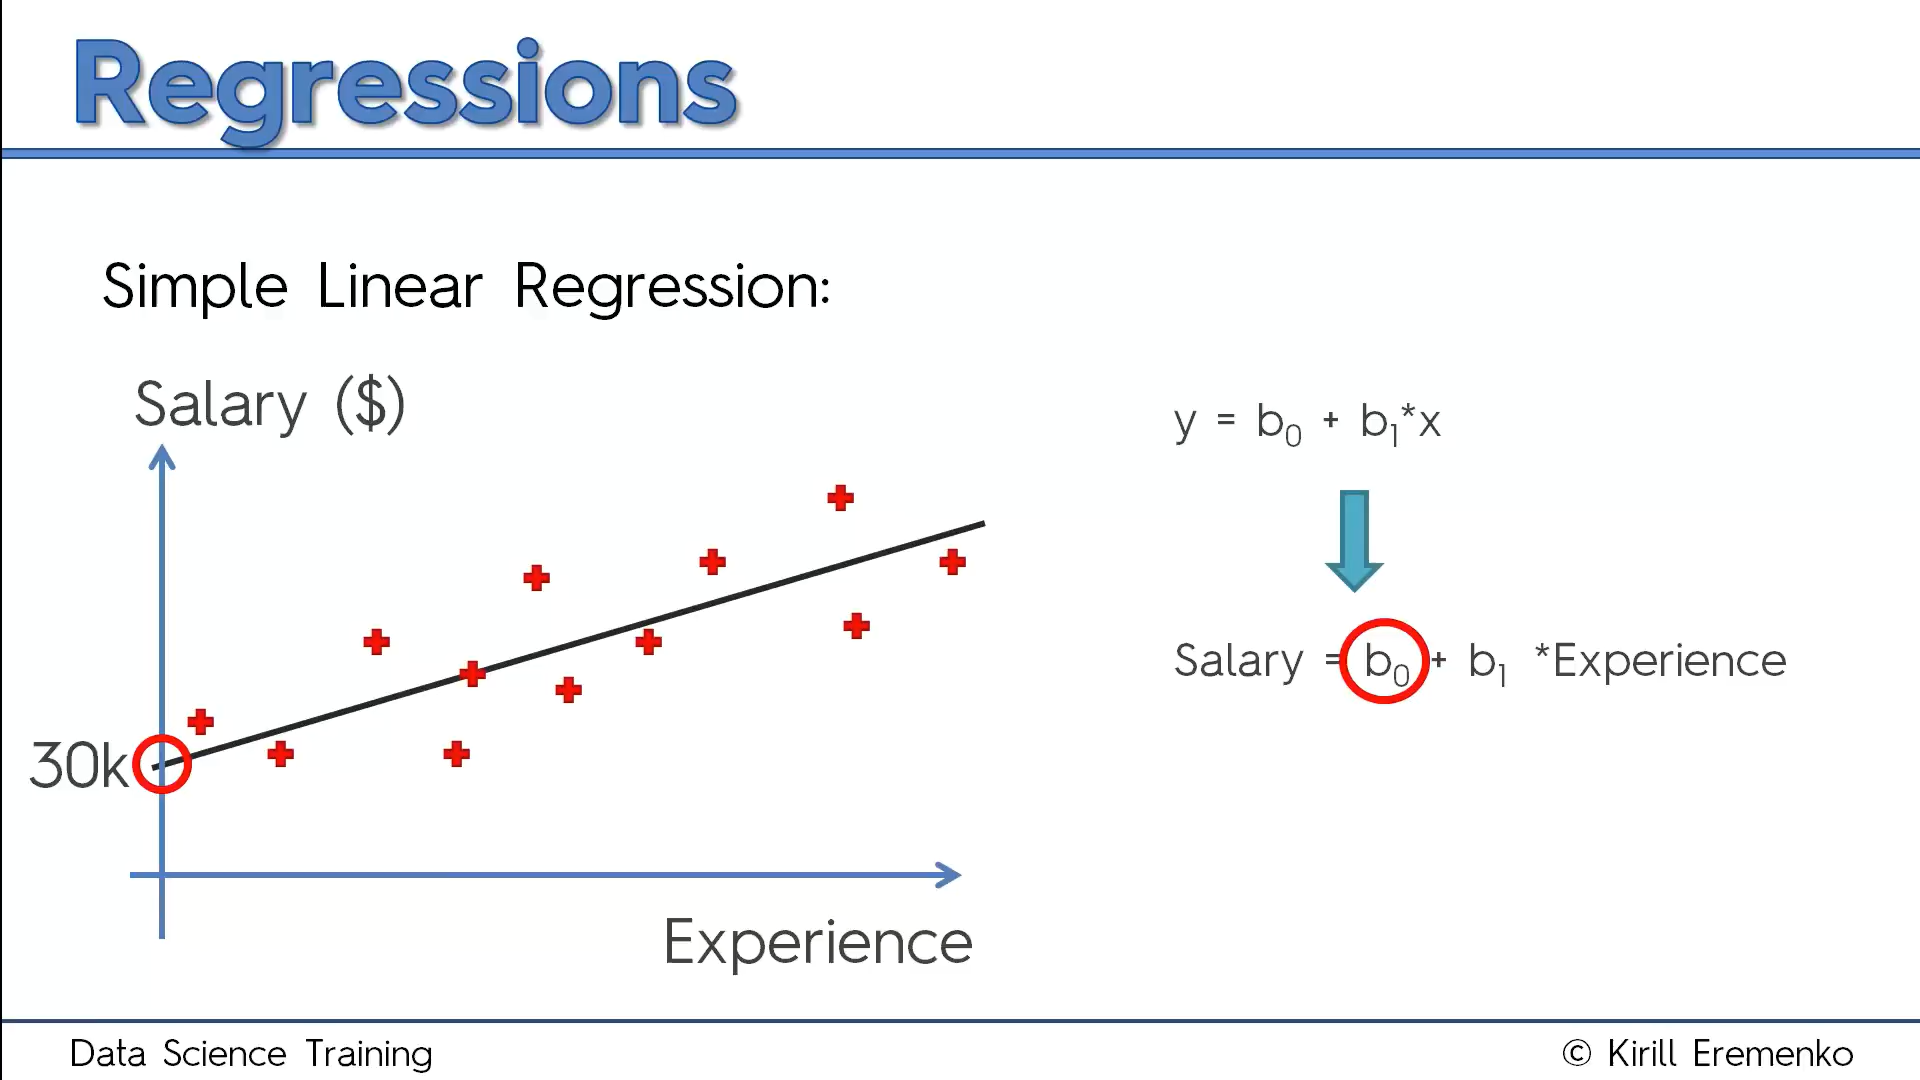 Regressions
Simple Linear Regression:
Salary ($)
y = b₀ + b₁*x
Salary = b₀ + b₁ *Experience
30k
Experience
Data Science Training
© Kirill Eremenko